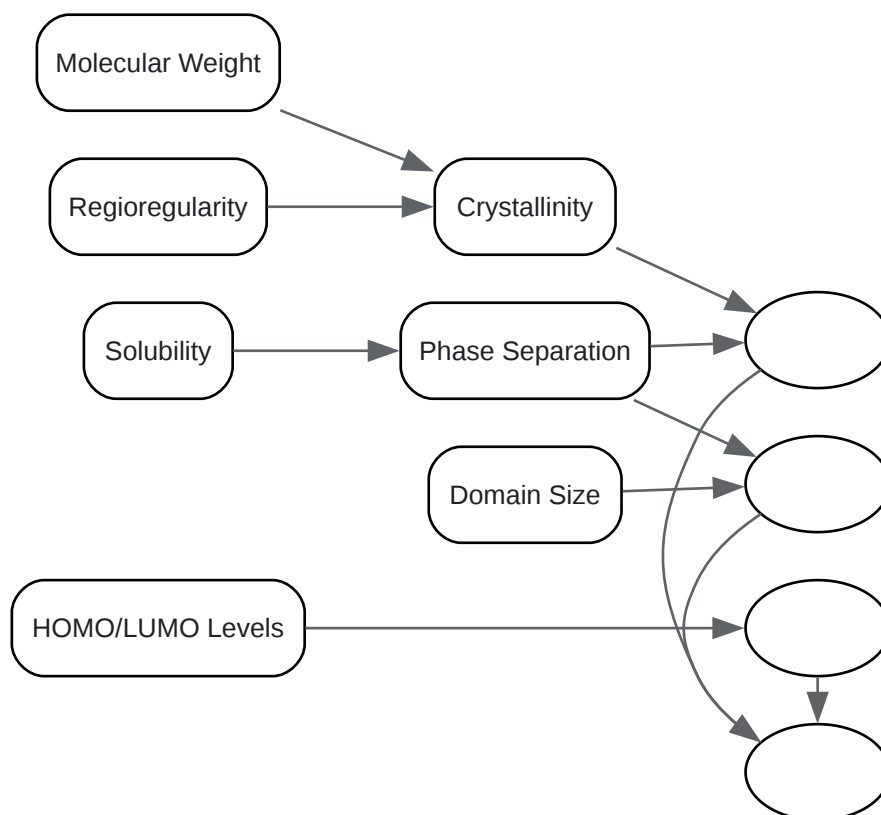 Molecular Weight
Regioregularity
Crystallinity
Solubility
Phase Separation
Domain Size
HOMO/LUMO Levels